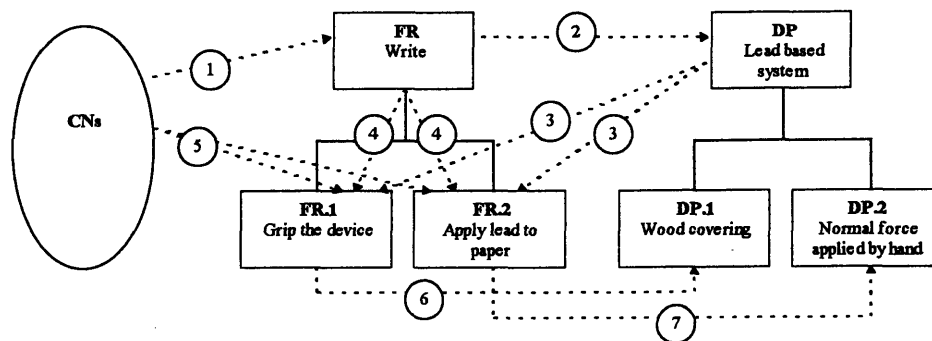 FR
Write
2
DP
Lead based
system
1
CNs
3
4
4
3
5
FR.1
Grip the device
FR.2
Apply lead to
paper
DP.1
Wood covering
DP.2
Normal force
applied by hand
6
7